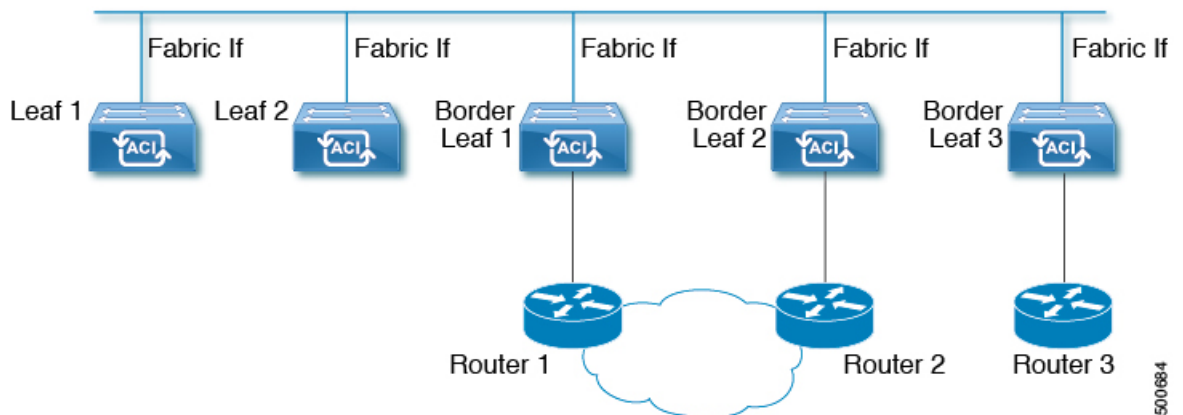 Fabric If
Fabric If
Fabric If
Fabric If
Fabric If
Leaf 1
Leaf 2
Border
Leaf 1
Border
Leaf 2
Border
Leaf 3
ACI
ACI
ACI
ACI
ACI
Router 1
Router 2
Router 3
500684